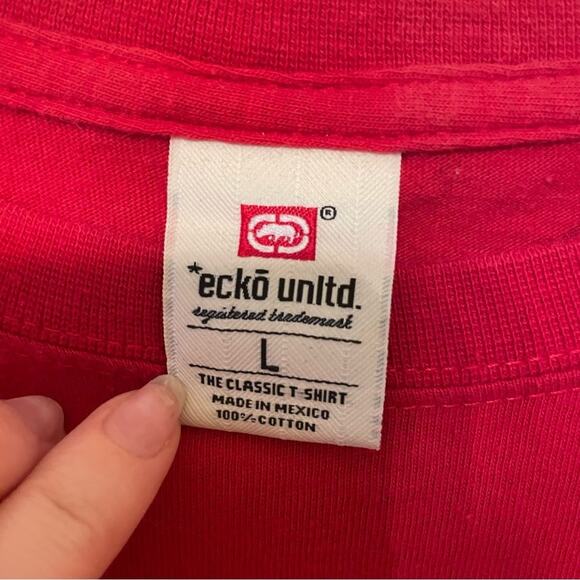 ®
*eckō unltd.
registered trademark
L
THE CLASSIC T-SHIRT
MADE IN MEXICO
100% COTTON